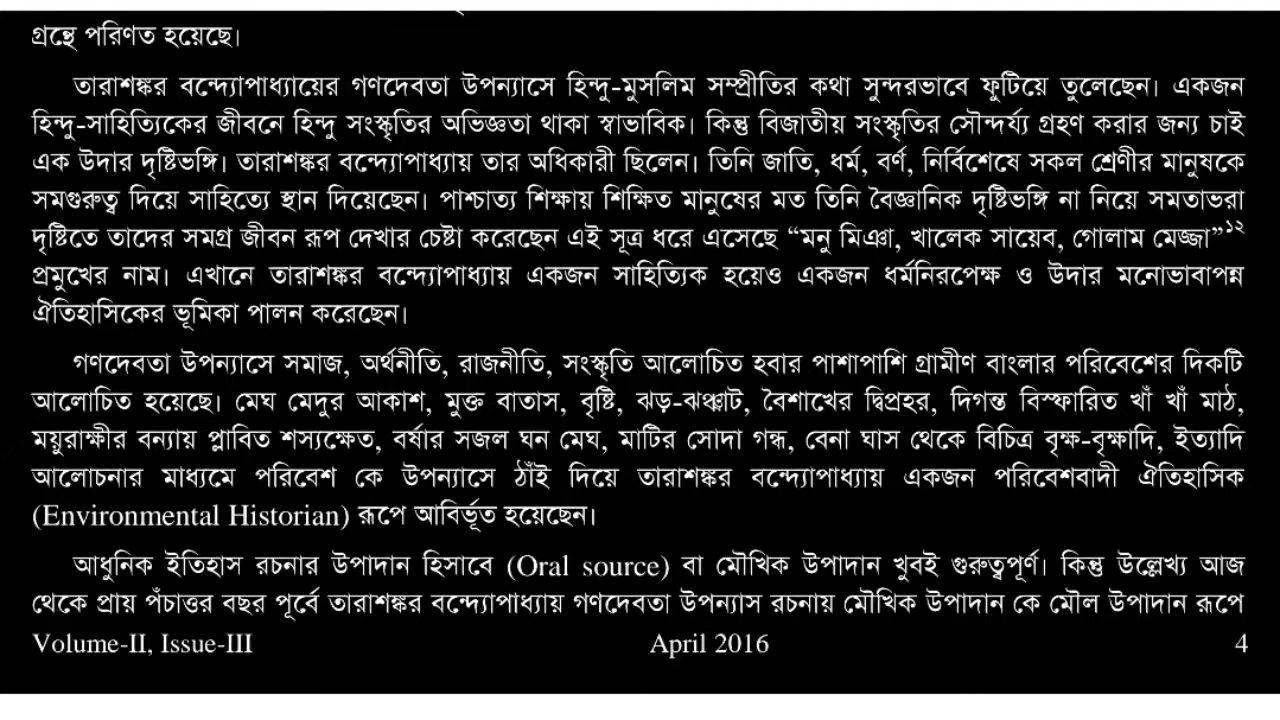 গ্রন্থে পরিণত হয়েছে।
তারাশঙ্কর বন্দ্যোপাধ্যায়ের গণদেবতা উপন্যাসে হিন্দু-মুসলিম সম্প্রীতির কথা সুন্দরভাবে ফুটিয়ে তুলেছেন। একজন
হিন্দু-সাহিত্যিকের জীবনে হিন্দু সংস্কৃতির অভিজ্ঞতা থাকা স্বাভাবিক। কিন্তু বিজাতীয় সংস্কৃতির সৌন্দর্য্য গ্রহণ করার জন্য চাই
এক উদার দৃষ্টিভঙ্গি। তারাশঙ্কর বন্দ্যোপাধ্যায় তার অধিকারী ছিলেন। তিনি জাতি, ধর্ম, বর্ণ, নির্বিশেষে সকল শ্রেণীর মানুষকে
সমগুরুত্ব দিয়ে সাহিত্যে স্থান দিয়েছেন। পাশ্চাত্য শিক্ষায় শিক্ষিত মানুষের মত তিনি বৈজ্ঞানিক দৃষ্টিভঙ্গি না নিয়ে সমতাভরা
দৃষ্টিতে তাদের সমগ্র জীবন রূপ দেখার চেষ্টা করেছেন এই সূত্র ধরে এসেছে “মনু মিঞা, খালেক সায়েব, গোলাম মেজ্জা”¹²
প্রমুখের নাম। এখানে তারাশঙ্কর বন্দ্যোপাধ্যায় একজন সাহিত্যিক হয়েও একজন ধর্মনিরপেক্ষ ও উদার মনোভাবাপন্ন
ঐতিহাসিকের ভূমিকা পালন করেছেন।
গণদেবতা উপন্যাসে সমাজ, অর্থনীতি, রাজনীতি, সংস্কৃতি আলোচিত হবার পাশাপাশি গ্রামীণ বাংলার পরিবেশের দিকটি
আলোচিত হয়েছে। মেঘ মেদুর আকাশ, মুক্ত বাতাস, বৃষ্টি, ঝড়-ঝঞ্ঝাট, বৈশাখের দ্বিপ্রহর, দিগন্ত বিস্ফারিত খাঁ খাঁ মাঠ,
ময়ুরাক্ষীর বন্যায় প্লাবিত শস্যক্ষেত, বর্ষার সজল ঘন মেঘ, মাটির সোদা গন্ধ, বেনা ঘাস থেকে বিচিত্র বৃক্ষ-বৃক্ষাদি, ইত্যাদি
আলোচনার মাধ্যমে পরিবেশ কে উপন্যাসে ঠাঁই দিয়ে তারাশঙ্কর বন্দ্যোপাধ্যায় একজন পরিবেশবাদী ঐতিহাসিক
(Environmental Historian) রূপে আবির্ভূত হয়েছেন।
আধুনিক ইতিহাস রচনার উপাদান হিসাবে (Oral source) বা মৌখিক উপাদান খুবই গুরুত্বপূর্ণ। কিন্তু উল্লেখ্য আজ
থেকে প্রায় পঁচাত্তর বছর পূর্বে তারাশঙ্কর বন্দ্যোপাধ্যায় গণদেবতা উপন্যাস রচনায় মৌখিক উপাদান কে মৌল উপাদান রূপে
Volume-II, Issue-III April 2016 4